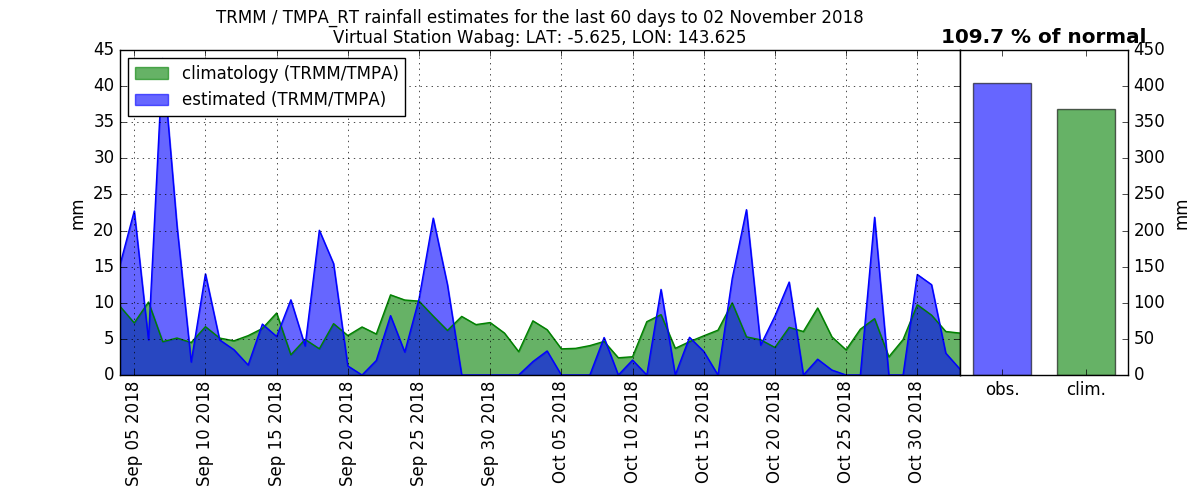 TRMM / TMPA_RT rainfall estimates for the last 60 days to 02 November 2018
Virtual Station Wabag: LAT: -5.625, LON: 143.625
109.7 % of normal
climatology (TRMM/TMPA)
estimated (TRMM/TMPA)
45
40
35
30
25
20
15
10
5
0
mm
450
400
350
300
250
200
150
100
50
0
mm
Sep 05 2018
Sep 10 2018
Sep 15 2018
Sep 20 2018
Sep 25 2018
Sep 30 2018
Oct 05 2018
Oct 10 2018
Oct 15 2018
Oct 20 2018
Oct 25 2018
Oct 30 2018
obs.
clim.